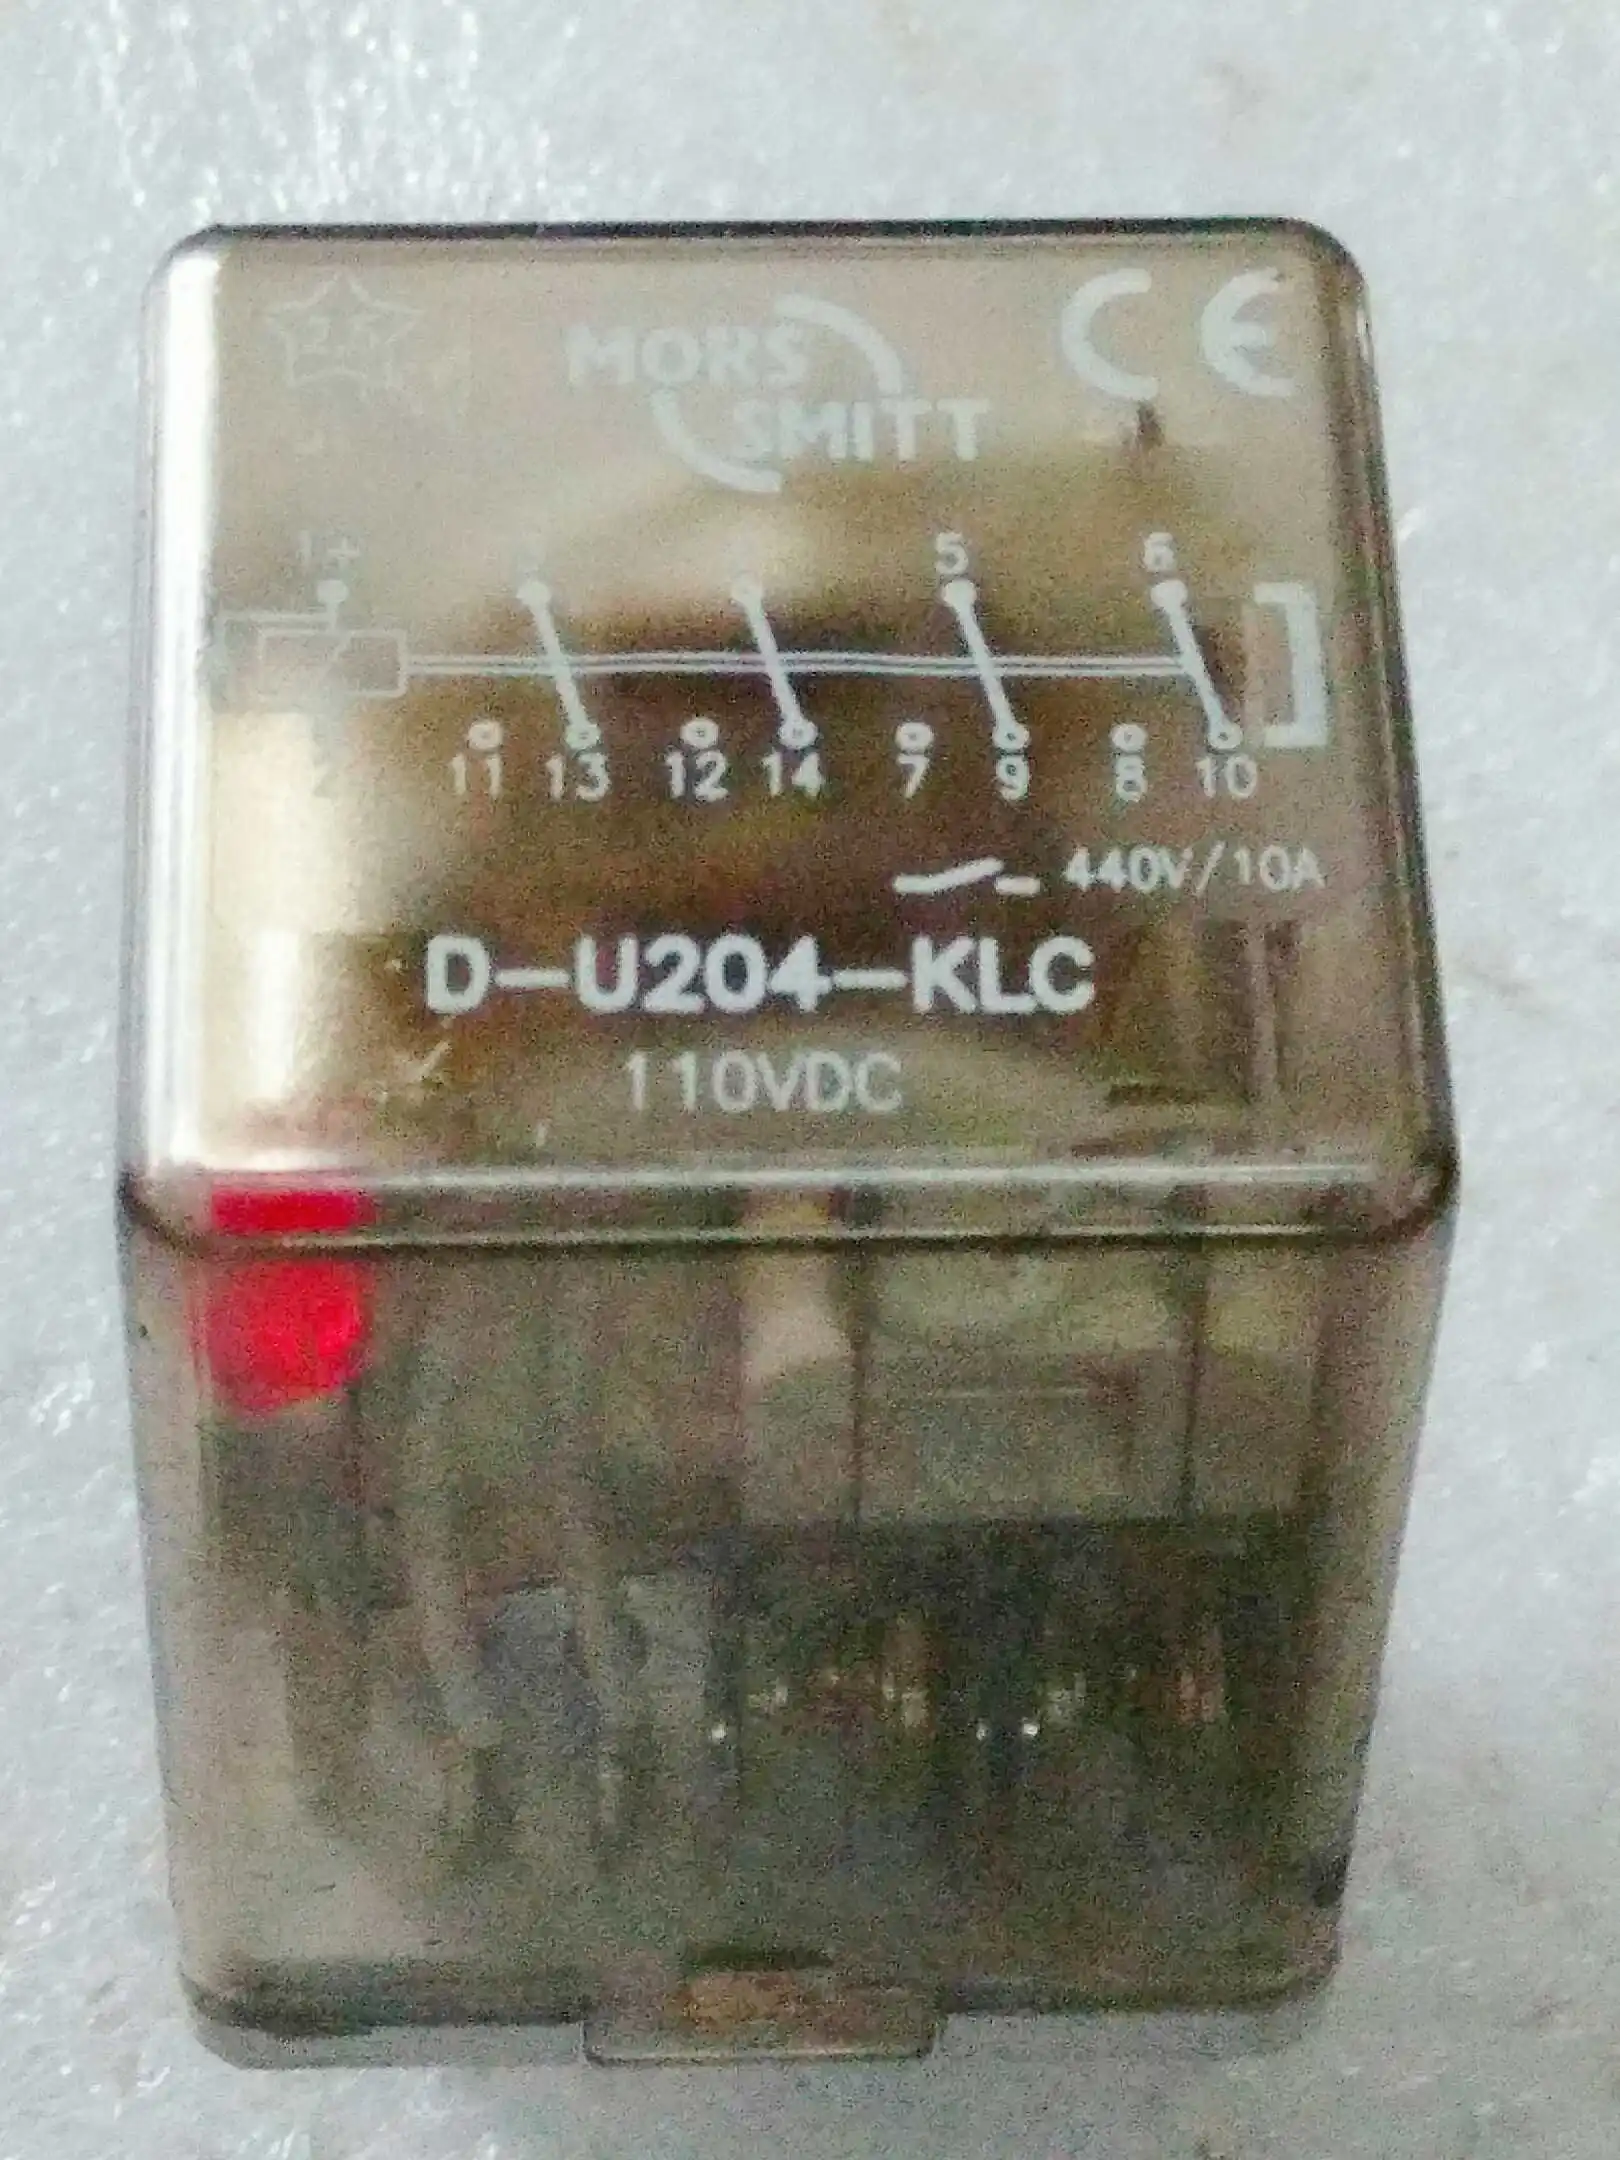 MORS
SMITT
CE
1+ 5 6
11 13 12 14 7 9 8 10
440V/10A
D-U204-KLC
110VDC